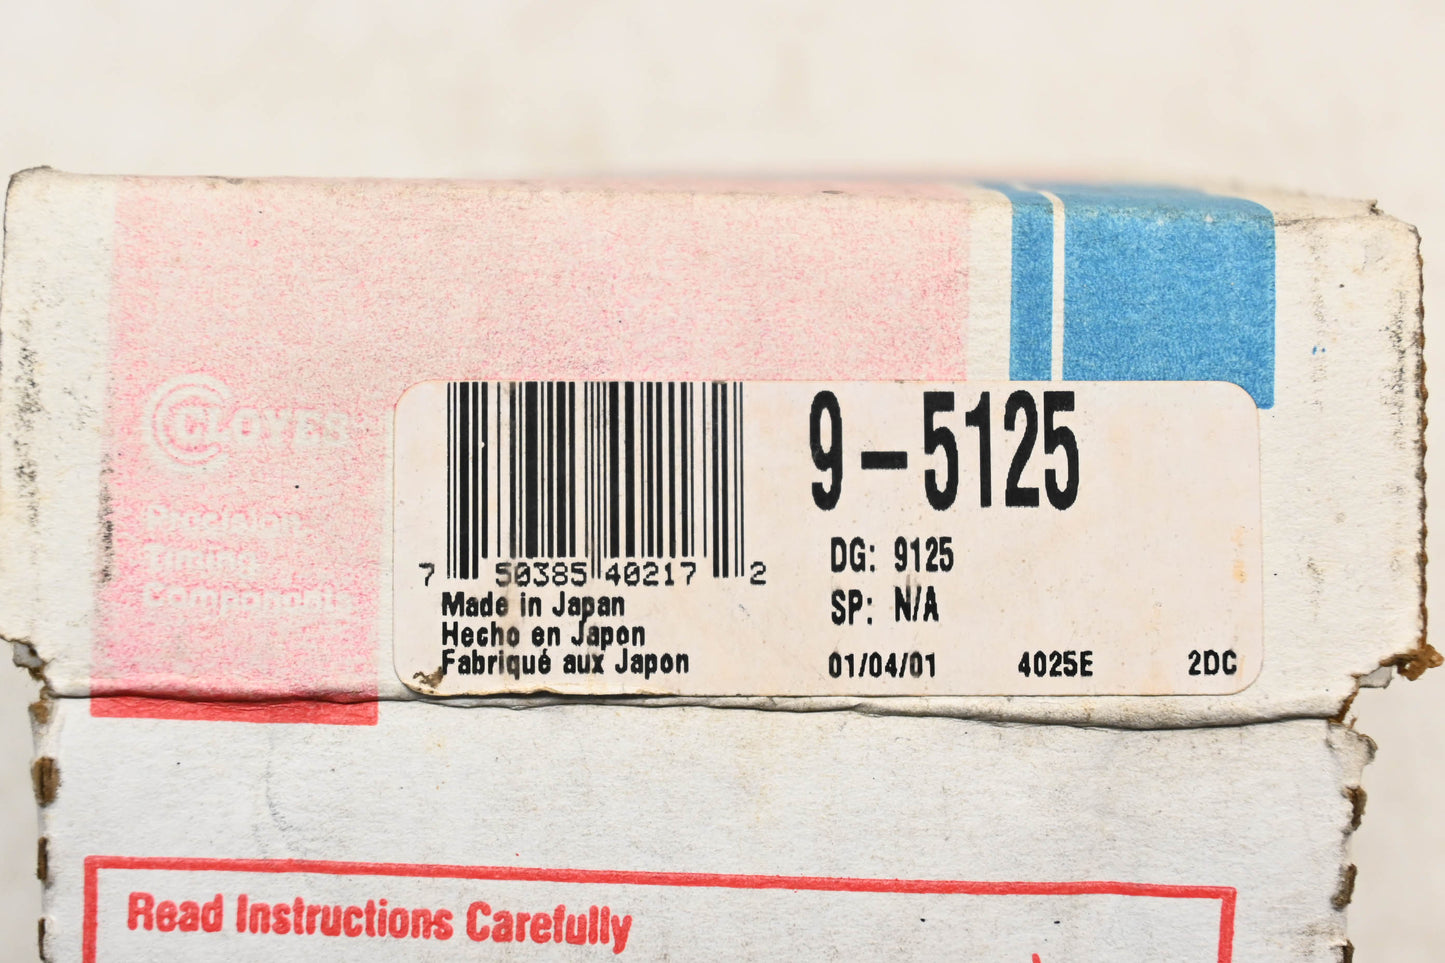 CLOYES
Precision
Timing
Components
7 50385 40217 2
Made in Japan
Hecho en Japon
Fabriqué aux Japon
9-5125
DG: 9125
SP: N/A
01/04/01 4025E 2DC
Read Instructions Carefully